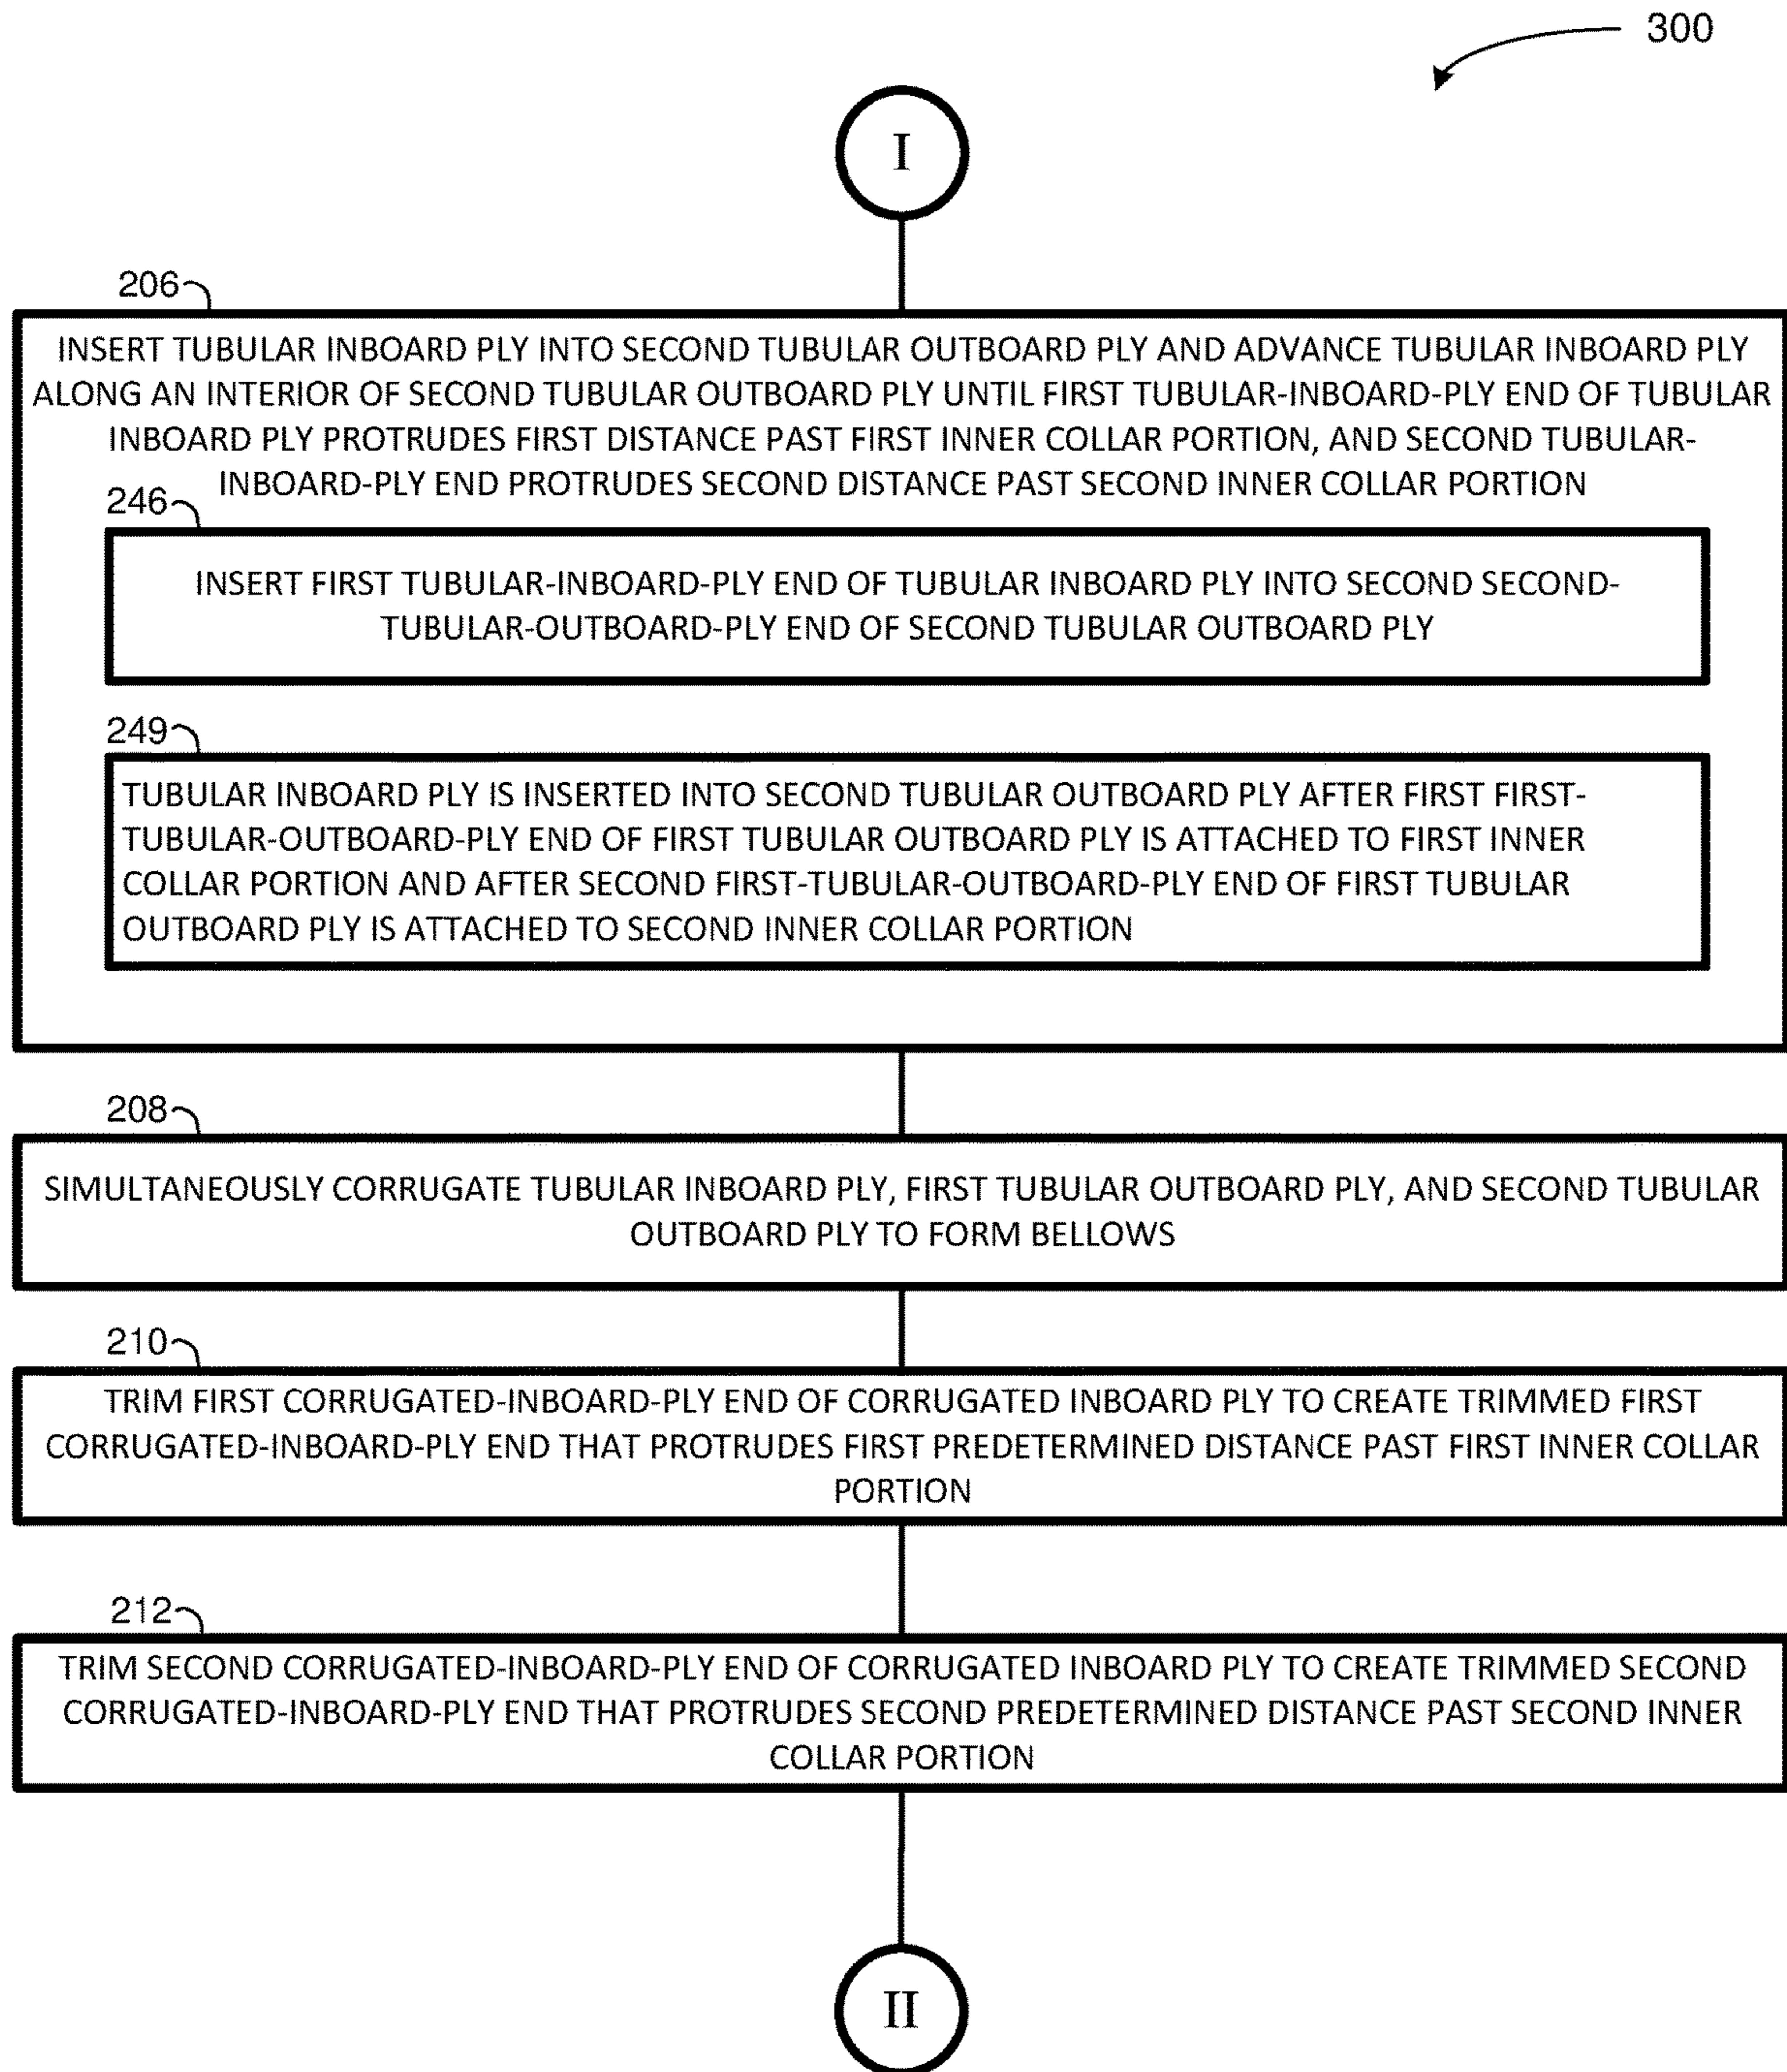 300
I
206
INSERT TUBULAR INBOARD PLY INTO SECOND TUBULAR OUTBOARD PLY AND ADVANCE TUBULAR INBOARD PLY
ALONG AN INTERIOR OF SECOND TUBULAR OUTBOARD PLY UNTIL FIRST TUBULAR-INBOARD-PLY END OF TUBULAR
INBOARD PLY PROTRUDES FIRST DISTANCE PAST FIRST INNER COLLAR PORTION, AND SECOND TUBULAR-
INBOARD-PLY END PROTRUDES SECOND DISTANCE PAST SECOND INNER COLLAR PORTION
246
INSERT FIRST TUBULAR-INBOARD-PLY END OF TUBULAR INBOARD PLY INTO SECOND SECOND-
TUBULAR-OUTBOARD-PLY END OF SECOND TUBULAR OUTBOARD PLY
249
TUBULAR INBOARD PLY IS INSERTED INTO SECOND TUBULAR OUTBOARD PLY AFTER FIRST FIRST-
TUBULAR-OUTBOARD-PLY END OF FIRST TUBULAR OUTBOARD PLY IS ATTACHED TO FIRST INNER
COLLAR PORTION AND AFTER SECOND FIRST-TUBULAR-OUTBOARD-PLY END OF FIRST TUBULAR
OUTBOARD PLY IS ATTACHED TO SECOND INNER COLLAR PORTION
208
SIMULTANEOUSLY CORRUGATE TUBULAR INBOARD PLY, FIRST TUBULAR OUTBOARD PLY, AND SECOND TUBULAR
OUTBOARD PLY TO FORM BELLOWS
210
TRIM FIRST CORRUGATED-INBOARD-PLY END OF CORRUGATED INBOARD PLY TO CREATE TRIMMED FIRST
CORRUGATED-INBOARD-PLY END THAT PROTRUDES FIRST PREDETERMINED DISTANCE PAST FIRST INNER COLLAR
PORTION
212
TRIM SECOND CORRUGATED-INBOARD-PLY END OF CORRUGATED INBOARD PLY TO CREATE TRIMMED SECOND
CORRUGATED-INBOARD-PLY END THAT PROTRUDES SECOND PREDETERMINED DISTANCE PAST SECOND INNER
COLLAR PORTION
II